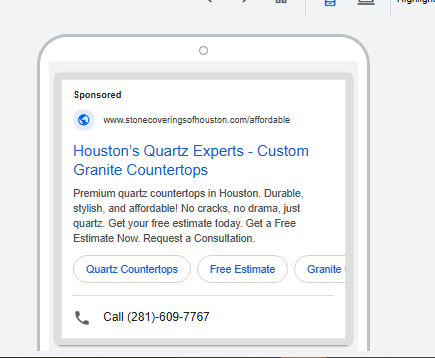 Highligh
Sponsored
www.stonecoveringsofhouston.com/affordable
Houston's Quartz Experts - Custom
Granite Countertops
Premium quartz countertops in Houston. Durable,
stylish, and affordable! No cracks, no drama, just
quartz. Get your free estimate today. Get a Free
Estimate Now. Request a Consultation.
Quartz Countertops Free Estimate Granite
Call (281)-609-7767